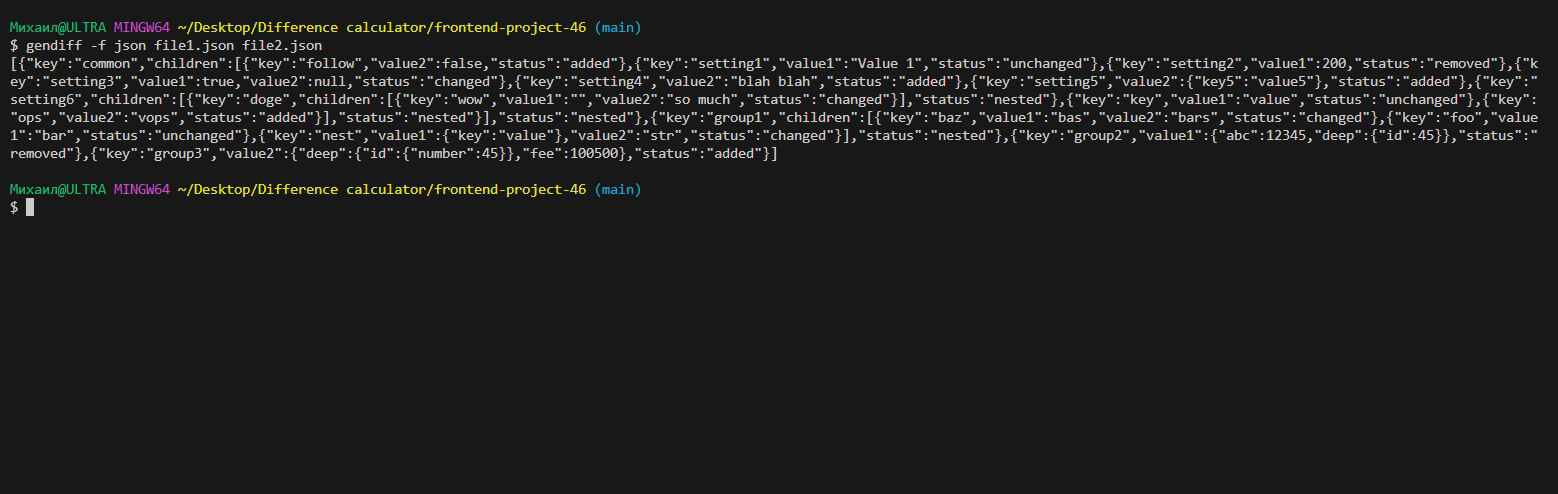 Михаил@ULTRA MINGW64 ~/Desktop/Difference calculator/frontend-project-46 (main)
$ gendiff -f json file1.json file2.json
[{"key":"common","children":[{"key":"follow","value2":false,"status":"added"},{"key":"setting1","value1":"Value 1","status":"unchanged"},{"key":"setting2","value1":200,"status":"removed"},{"k
ey":"setting3","value1":true,"value2":null,"status":"changed"},{"key":"setting4","value2":"blah blah","status":"added"},{"key":"setting5","value2":{"key5":"value5"},"status":"added"},{"key":"
setting6","children":[{"key":"doge","children":[{"key":"wow","value1":"","value2":"so much","status":"changed"}],"status":"nested"},{"key":"key","value1":"value","status":"unchanged"},{"key":
"ops","value2":"vops","status":"added"}],"status":"nested"}],"status":"nested"},{"key":"group1","children":[{"key":"baz","value1":"bas","value2":"bars","status":"changed"},{"key":"foo","value
1":"bar","status":"unchanged"},{"key":"nest","value1":{"key":"value"},"value2":"str","status":"changed"}],"status":"nested"},{"key":"group2","value1":{"abc":12345,"deep":{"id":45}},"status":"
removed"},{"key":"group3","value2":{"deep":{"id":{"number":45}},"fee":100500},"status":"added"}]
Михаил@ULTRA MINGW64 ~/Desktop/Difference calculator/frontend-project-46 (main)
$